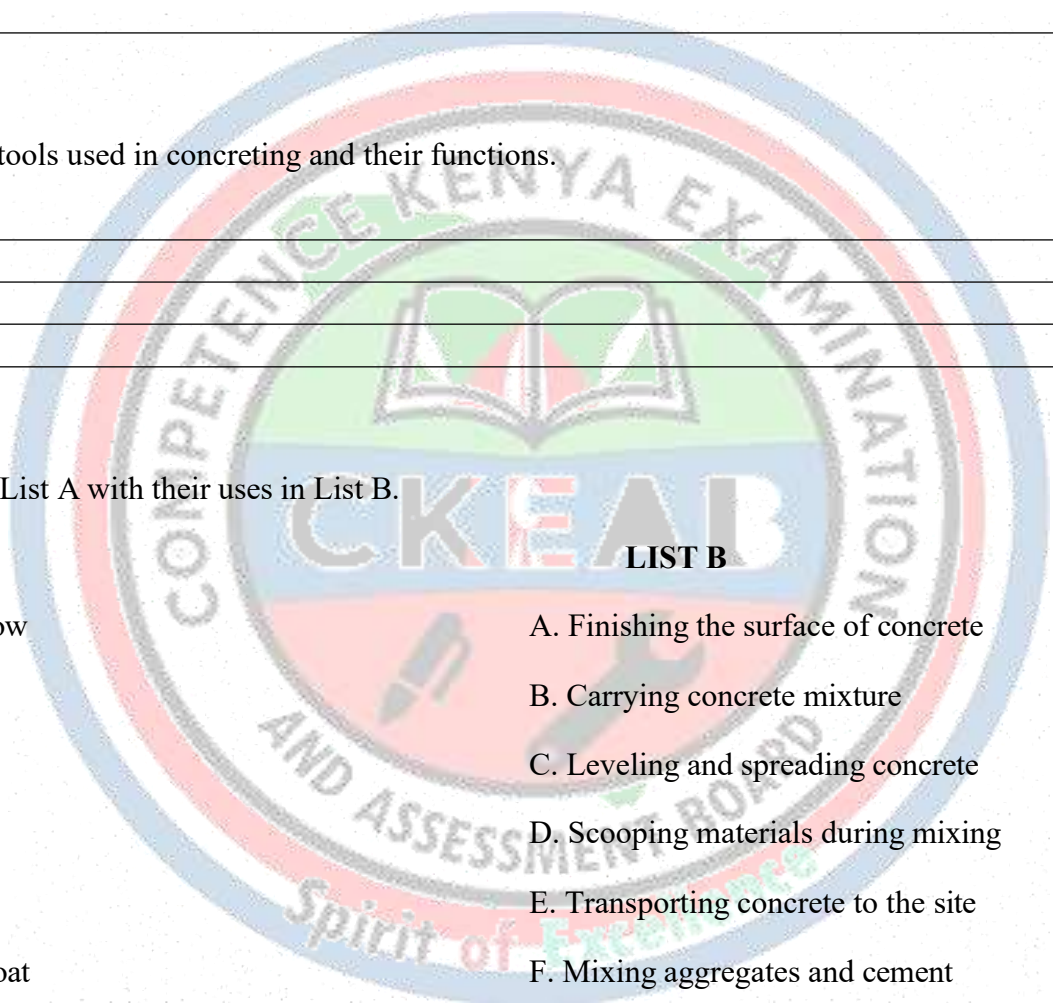 tools used in concreting and their functions.
List A with their uses in List B.
LIST B
ow A. Finishing the surface of concrete
B. Carrying concrete mixture
C. Leveling and spreading concrete
D. Scooping materials during mixing
E. Transporting concrete to the site
oat F. Mixing aggregates and cement
COMPETENCE KENYA EXAMINATION
CKEAB
AND ASSESSMENT BOARD
Spirit of Excellence